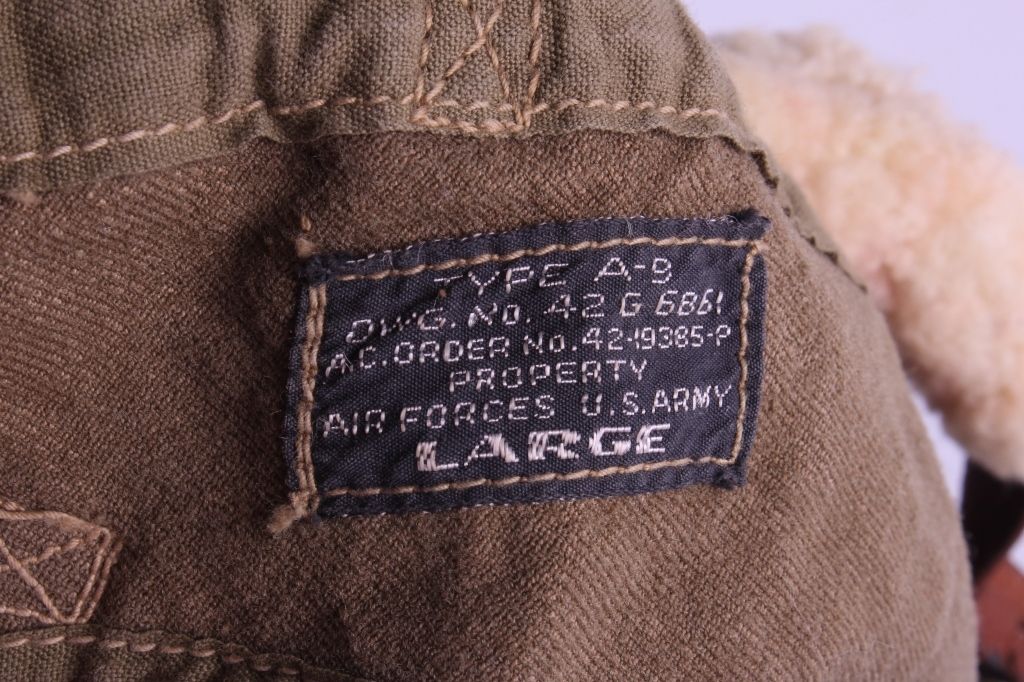 TYPE A-9
DWG. No. 42 G 6861
A.C. ORDER No. 42-19385-P
PROPERTY
AIR FORCES U.S. ARMY
LARGE